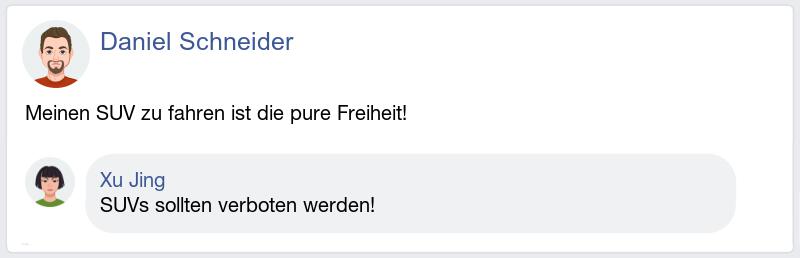 Daniel Schneider
Meinen SUV zu fahren ist die pure Freiheit!
Xu Jing
SUVs sollten verboten werden!